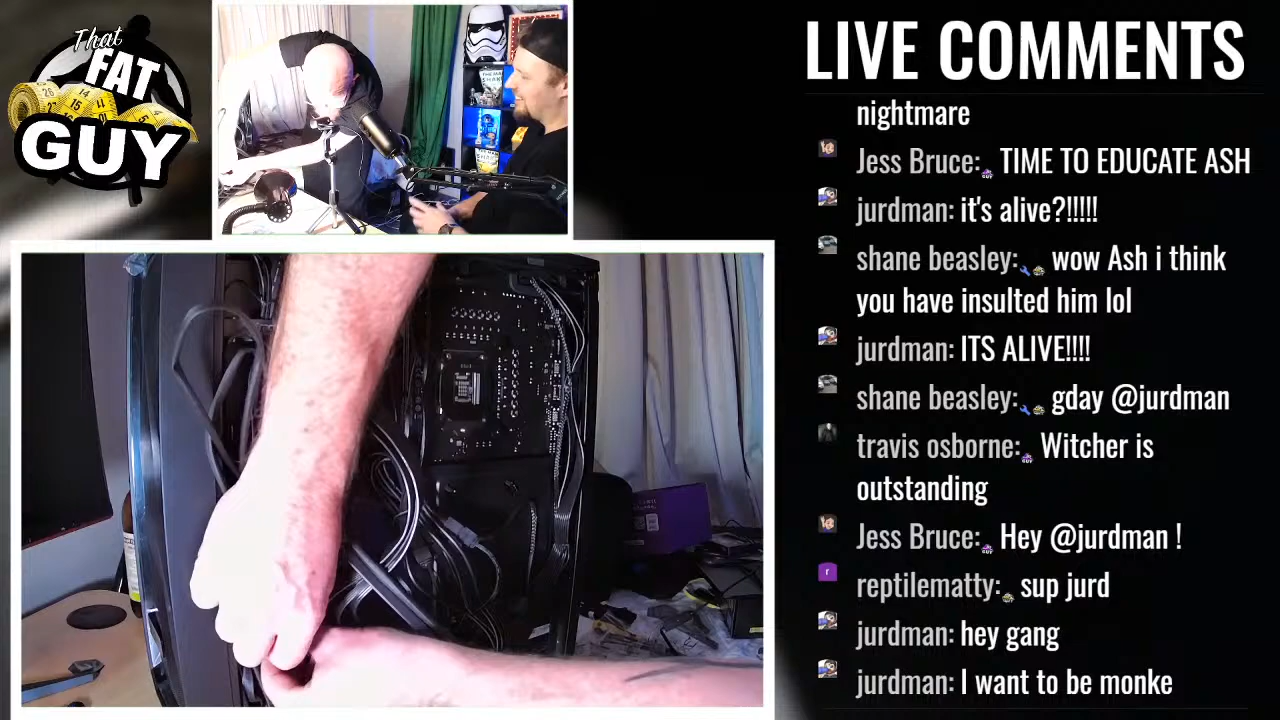 That
FAT
GUY
LIVE COMMENTS
nightmare
Jess Bruce: TIME TO EDUCATE ASH
jurdman: it's alive?!!!!!
shane beasley: wow Ash i think
you have insulted him lol
jurdman: ITS ALIVE!!!!
shane beasley: gday @jurdman
travis osborne: Witcher is
outstanding
Jess Bruce: Hey @jurdman !
reptilematty: sup jurd
jurdman: hey gang
jurdman: I want to be monke